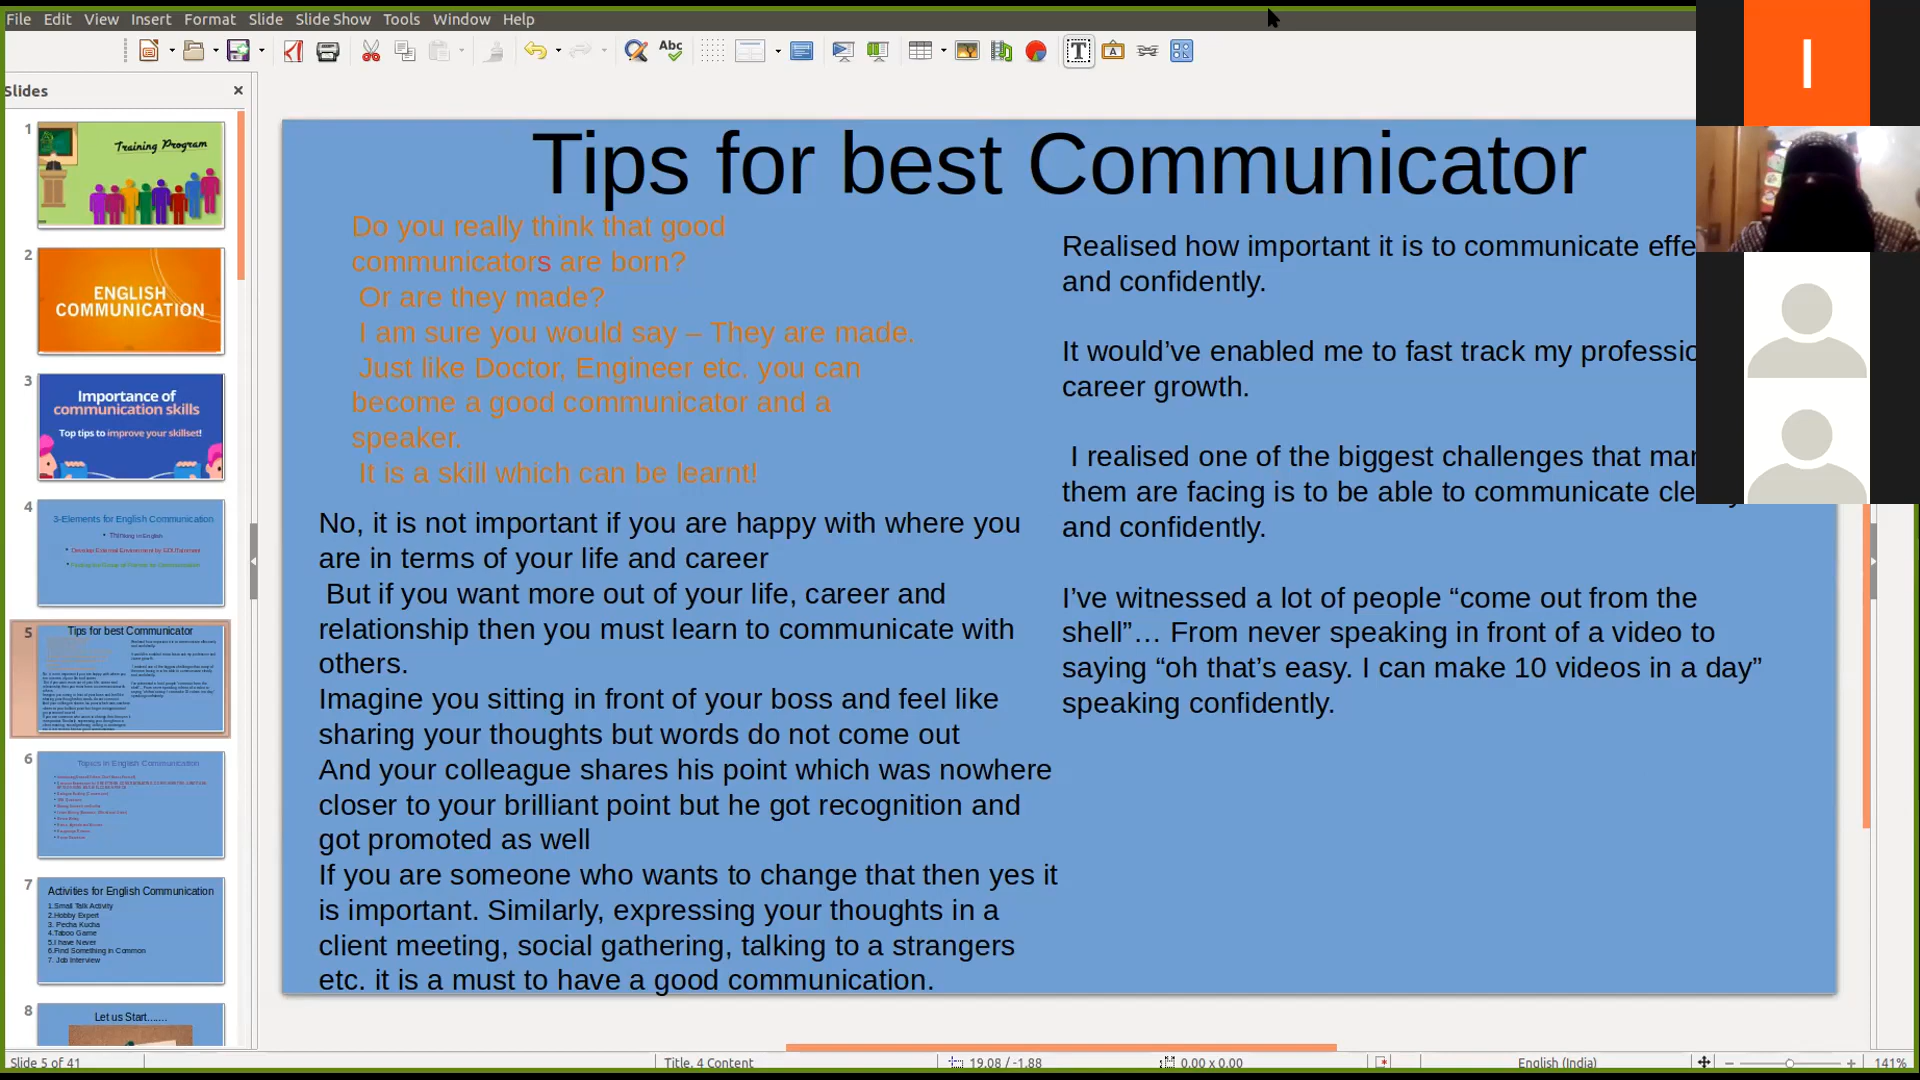 File Edit View Insert Format Slide Slide Show Tools Window Help
Abc
Slides
1
Training Program
2
ENGLISH
COMMUNICATION
3
Importance of
communication skills
Top tips to improve your skillset!
4
3-Elements for English Communication
Thinking in English
5
Tips for best Communicator
6
Topics in English Communication
7
Activities for English Communication
1.Small Talk Activity
2.Hobby Expert
3. Pecha Kucha
4.Taboo Game
5.I have Never
6.Find Something in Common
7. Job Interview
8
Let us Start.......
Tips for best Communicator
Do you really think that good
communicators are born?
Or are they made?
I am sure you would say – They are made.
Just like Doctor, Engineer etc. you can
become a good communicator and a
speaker.
It is a skill which can be learnt!
No, it is not important if you are happy with where you
are in terms of your life and career
But if you want more out of your life, career and
relationship then you must learn to communicate with
others.
Imagine you sitting in front of your boss and feel like
sharing your thoughts but words do not come out
And your colleague shares his point which was nowhere
closer to your brilliant point but he got recognition and
got promoted as well
If you are someone who wants to change that then yes it
is important. Similarly, expressing your thoughts in a
client meeting, social gathering, talking to a strangers
etc. it is a must to have a good communication.
Realised how important it is to communicate effe
and confidently.
It would’ve enabled me to fast track my professio
career growth.
I realised one of the biggest challenges that mar
them are facing is to be able to communicate cle
and confidently.
I’ve witnessed a lot of people “come out from the
shell”… From never speaking in front of a video to
saying “oh that’s easy. I can make 10 videos in a day”
speaking confidently.
I
Slide 5 of 41
Title, 4 Content
19.08 / -1.88
0.00 x 0.00
English (India)
141%